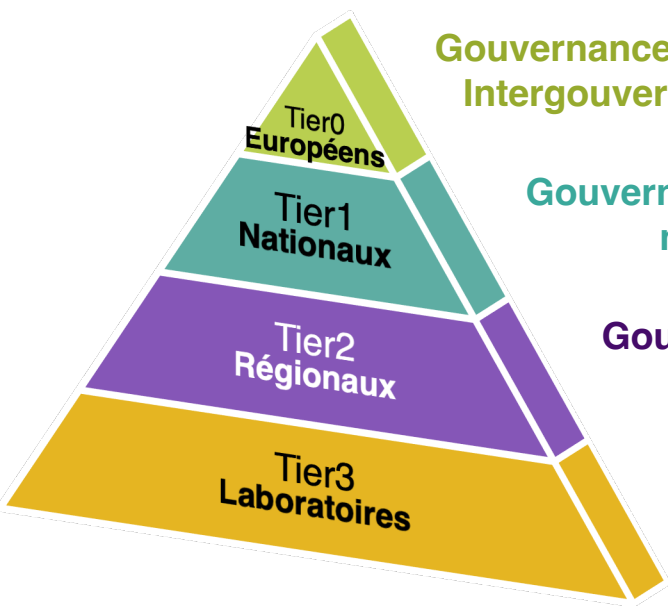 Gouvernance
Intergouver
Tier0
Européens
Gouvern
Tier1
Nationaux
Gou
Tier2
Régionaux
Tier3
Laboratoires